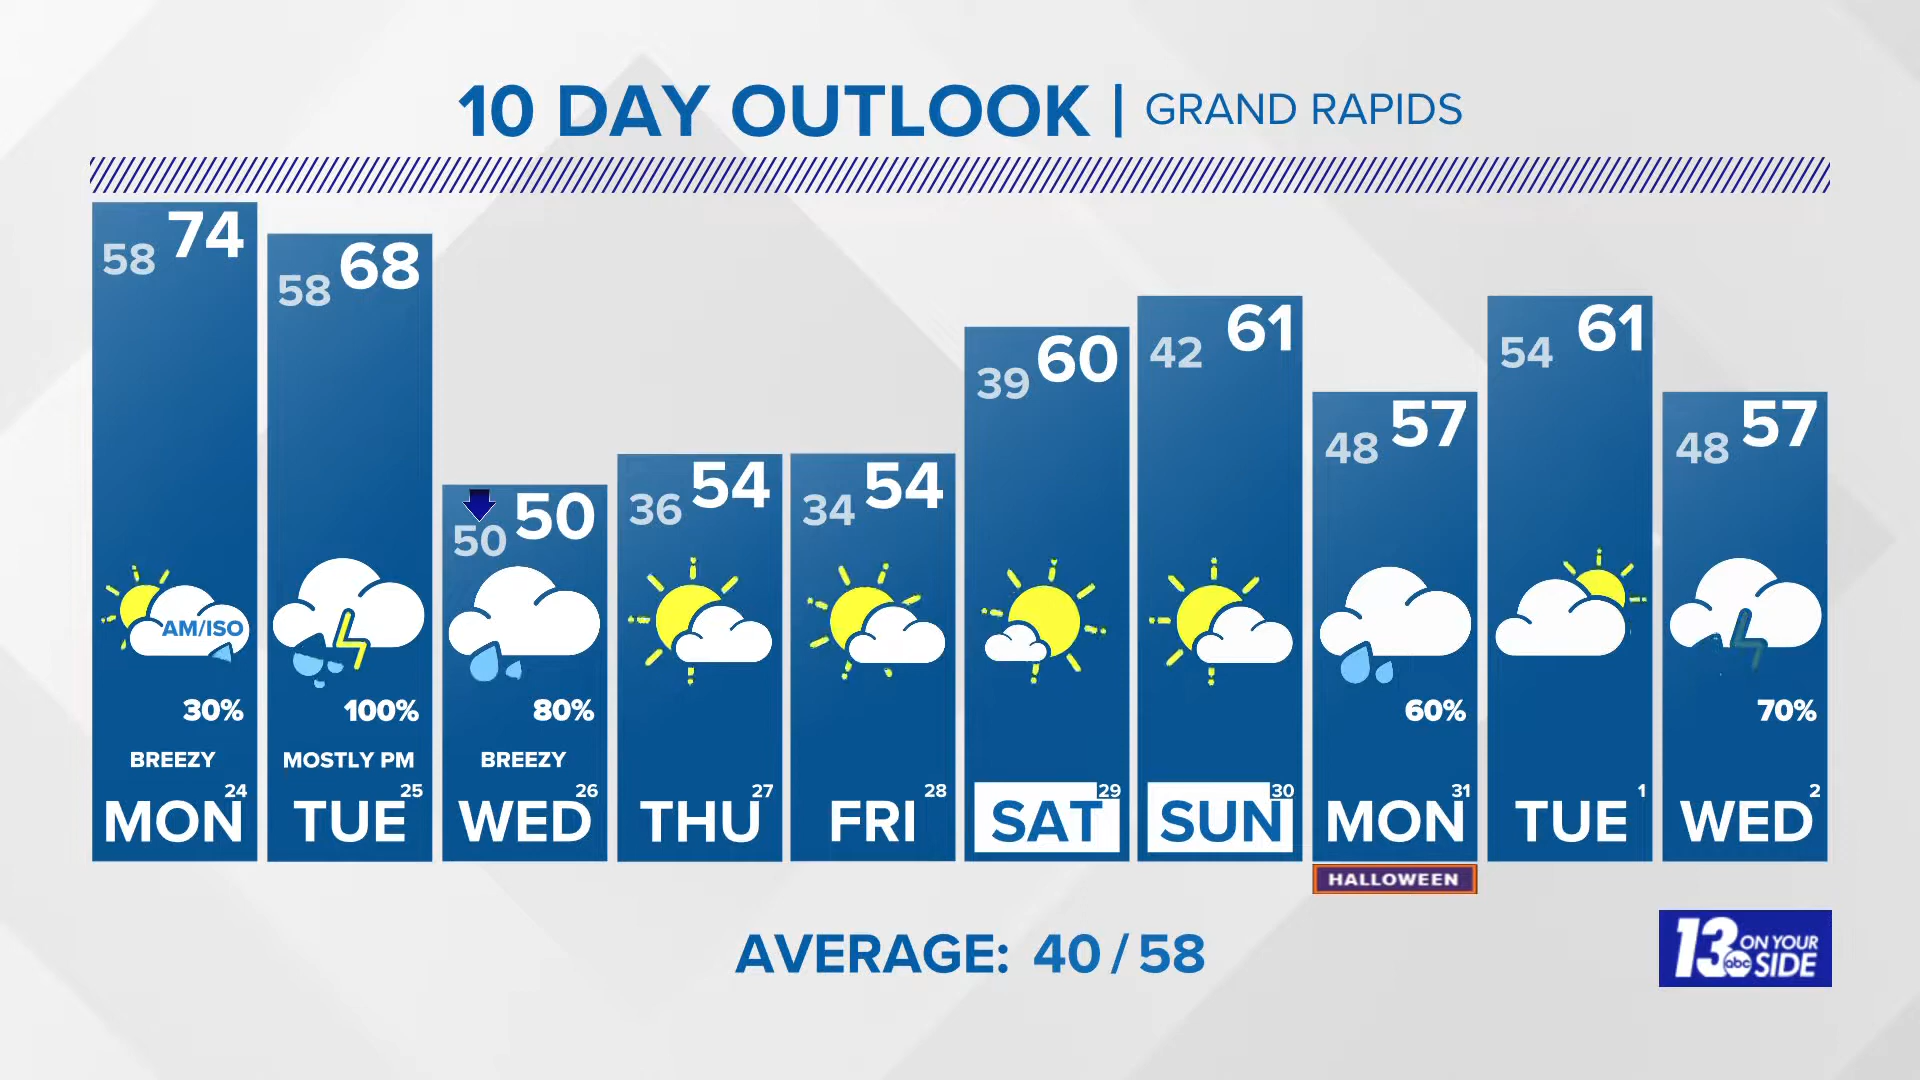 10 DAY OUTLOOK | GRAND RAPIDS
58 74
58 68
50 50
36 54
34 54
39 60
42 61
48 57
54 61
48 57
AM/ISO
30%
100%
80%
60%
70%
BREEZY
MOSTLY PM
BREEZY
MON 24
TUE 25
WED 26
THU 27
FRI 28
SAT 29
SUN 30
MON 31
TUE 1
WED 2
HALLOWEEN
AVERAGE: 40 / 58
13 ON YOUR
abc SIDE